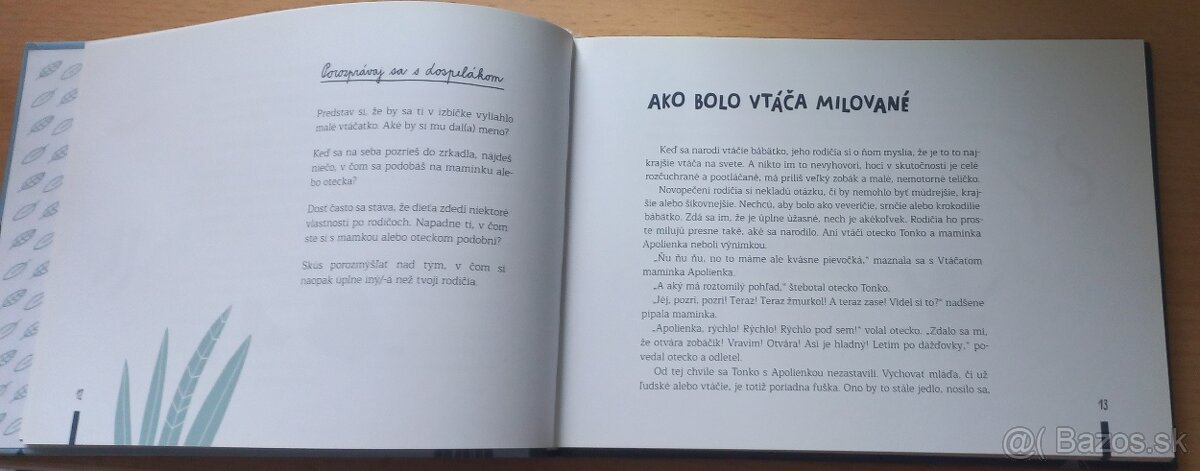 Porozprávaj sa s dospelákom
Predstav si, že by sa ti v izbičke vyliahlo
malé vtáčatko. Aké by si mu dal(a) meno?
Keď sa na seba pozrieš do zrkadla, nájdeš
niečo, v čom sa podobáš na maminku ale-
bo otecka?
Dosť často sa stáva, že dieťa zdedí niektoré
vlastnosti po rodičoch. Napadne ti, v čom
ste si s mamkou alebo oteckom podobní?
Skús porozmýšľať nad tým, v čom si
naopak úplne iný/-á než tvoji rodičia.
AKO BOLO VTÁČA MILOVANÉ
Keď sa narodí vtáčie bábätko, jeho rodičia si o ňom myslia, že je to to naj-
krajšie vtáča na svete. A nikto im to nevyhovorí, hoci v skutočnosti je celé
rozčuchrané a pootláčané, má príliš veľký zobák a malé, nemotorné telíčko.
Novopečení rodičia si nekladú otázku, či by nemohlo byť múdrejšie, kraj-
šie alebo šikovnejšie. Nechcú, aby bolo ako veveričie, srnčie alebo krokodílie
bábätko. Zdá sa im, že je úplne úžasné, nech je akékoľvek. Rodičia ho pros-
te milujú presne také, aké sa narodilo. Ani vtáčí otecko Tonko a maminka
Apolienka neboli výnimkou.
„Ňu ňu ňu, no to máme ale krásne pievočká,“ maznala sa s Vtáčaťom
maminka Apolienka.
„A aký má roztomilý pohľad,“ štebotal otecko Tonko.
„Jéj, pozri, pozri! Teraz! Teraz žmurkol! A teraz zase! Videl si to?“ nadšene
pípala maminka.
„Apolienka, rýchlo! Rýchlo! Rýchlo poď sem!“ volal otecko. „Zdalo sa mi,
že otvára zobáčik! Vravím! Otvára! Asi je hladný! Letím po dážďovky,“ po-
vedal otecko a odletel.
Od tej chvíle sa Tonko s Apolienkou nezastavili. Vychovať mláďa, či už
ľudské alebo vtáčie, je totiž poriadna fuška. Ono by to stále jedlo, nosilo sa,
13
@( Bazos.sk